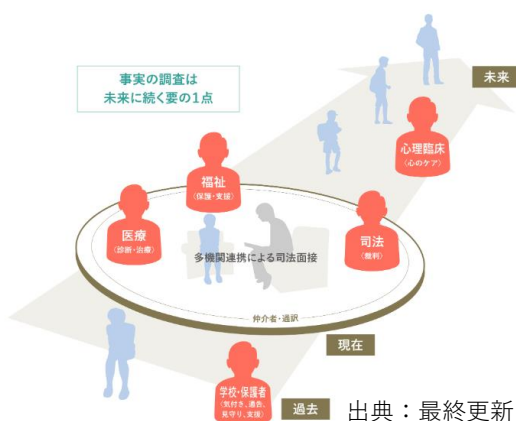 事実の調査は
未来に続く要の1点
未来
心理臨床
(心のケア)
福祉
(保護・支援)
医療
(診断・治療)
司法
(裁判)
多機関連携による司法面接
仲介者・通訳
現在
学校・保護者
(気付き、通告、
見守り、支援)
過去
出典：最終更新